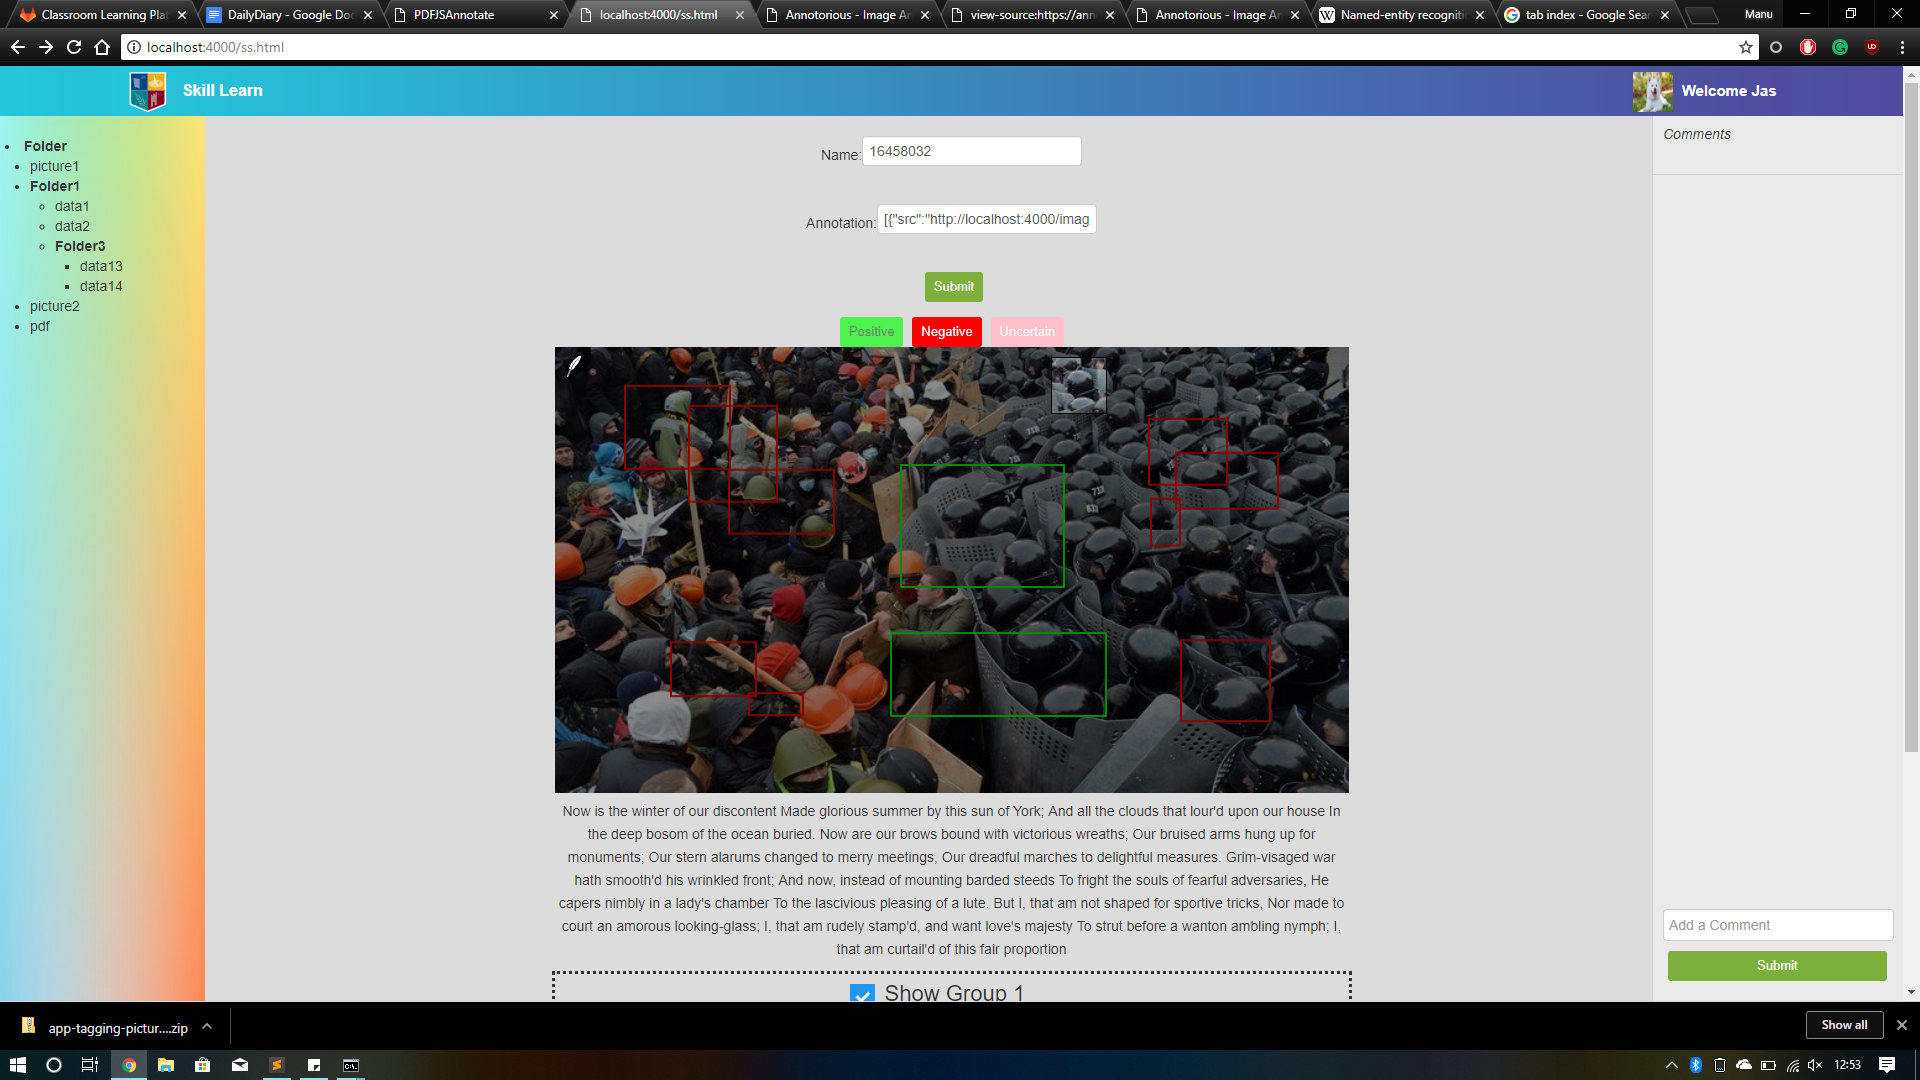 Classroom Learning Pla
DailyDiary - Google Doc
PDFJSAnnotate
localhost:4000/ss.html
Annotorious - Image A
view-source:https://ann
Annotorious - Image A
Named-entity recogniti
tab index - Google Sear
Manu
localhost:4000/ss.html
Skill Learn
Welcome Jas
Folder
picture1
Folder1
data1
data2
Folder3
data13
data14
picture2
pdf
Name: 16458032
Annotation: [{"src":"http://localhost:4000/imag
Submit
Positive Negative Uncertain
Now is the winter of our discontent Made glorious summer by this sun of York; And all the clouds that lour'd upon our house In
the deep bosom of the ocean buried. Now are our brows bound with victorious wreaths; Our bruised arms hung up for
monuments; Our stern alarums changed to merry meetings, Our dreadful marches to delightful measures. Grim-visaged war
hath smooth'd his wrinkled front; And now, instead of mounting barded steeds To fright the souls of fearful adversaries, He
capers nimbly in a lady's chamber To the lascivious pleasing of a lute. But I, that am not shaped for sportive tricks, Nor made to
court an amorous looking-glass; I, that am rudely stamp'd, and want love's majesty To strut before a wanton ambling nymph; I,
that am curtail'd of this fair proportion
Show Group 1
Comments
Add a Comment
Submit
app-tagging-pictur....zip
Show all
12:53